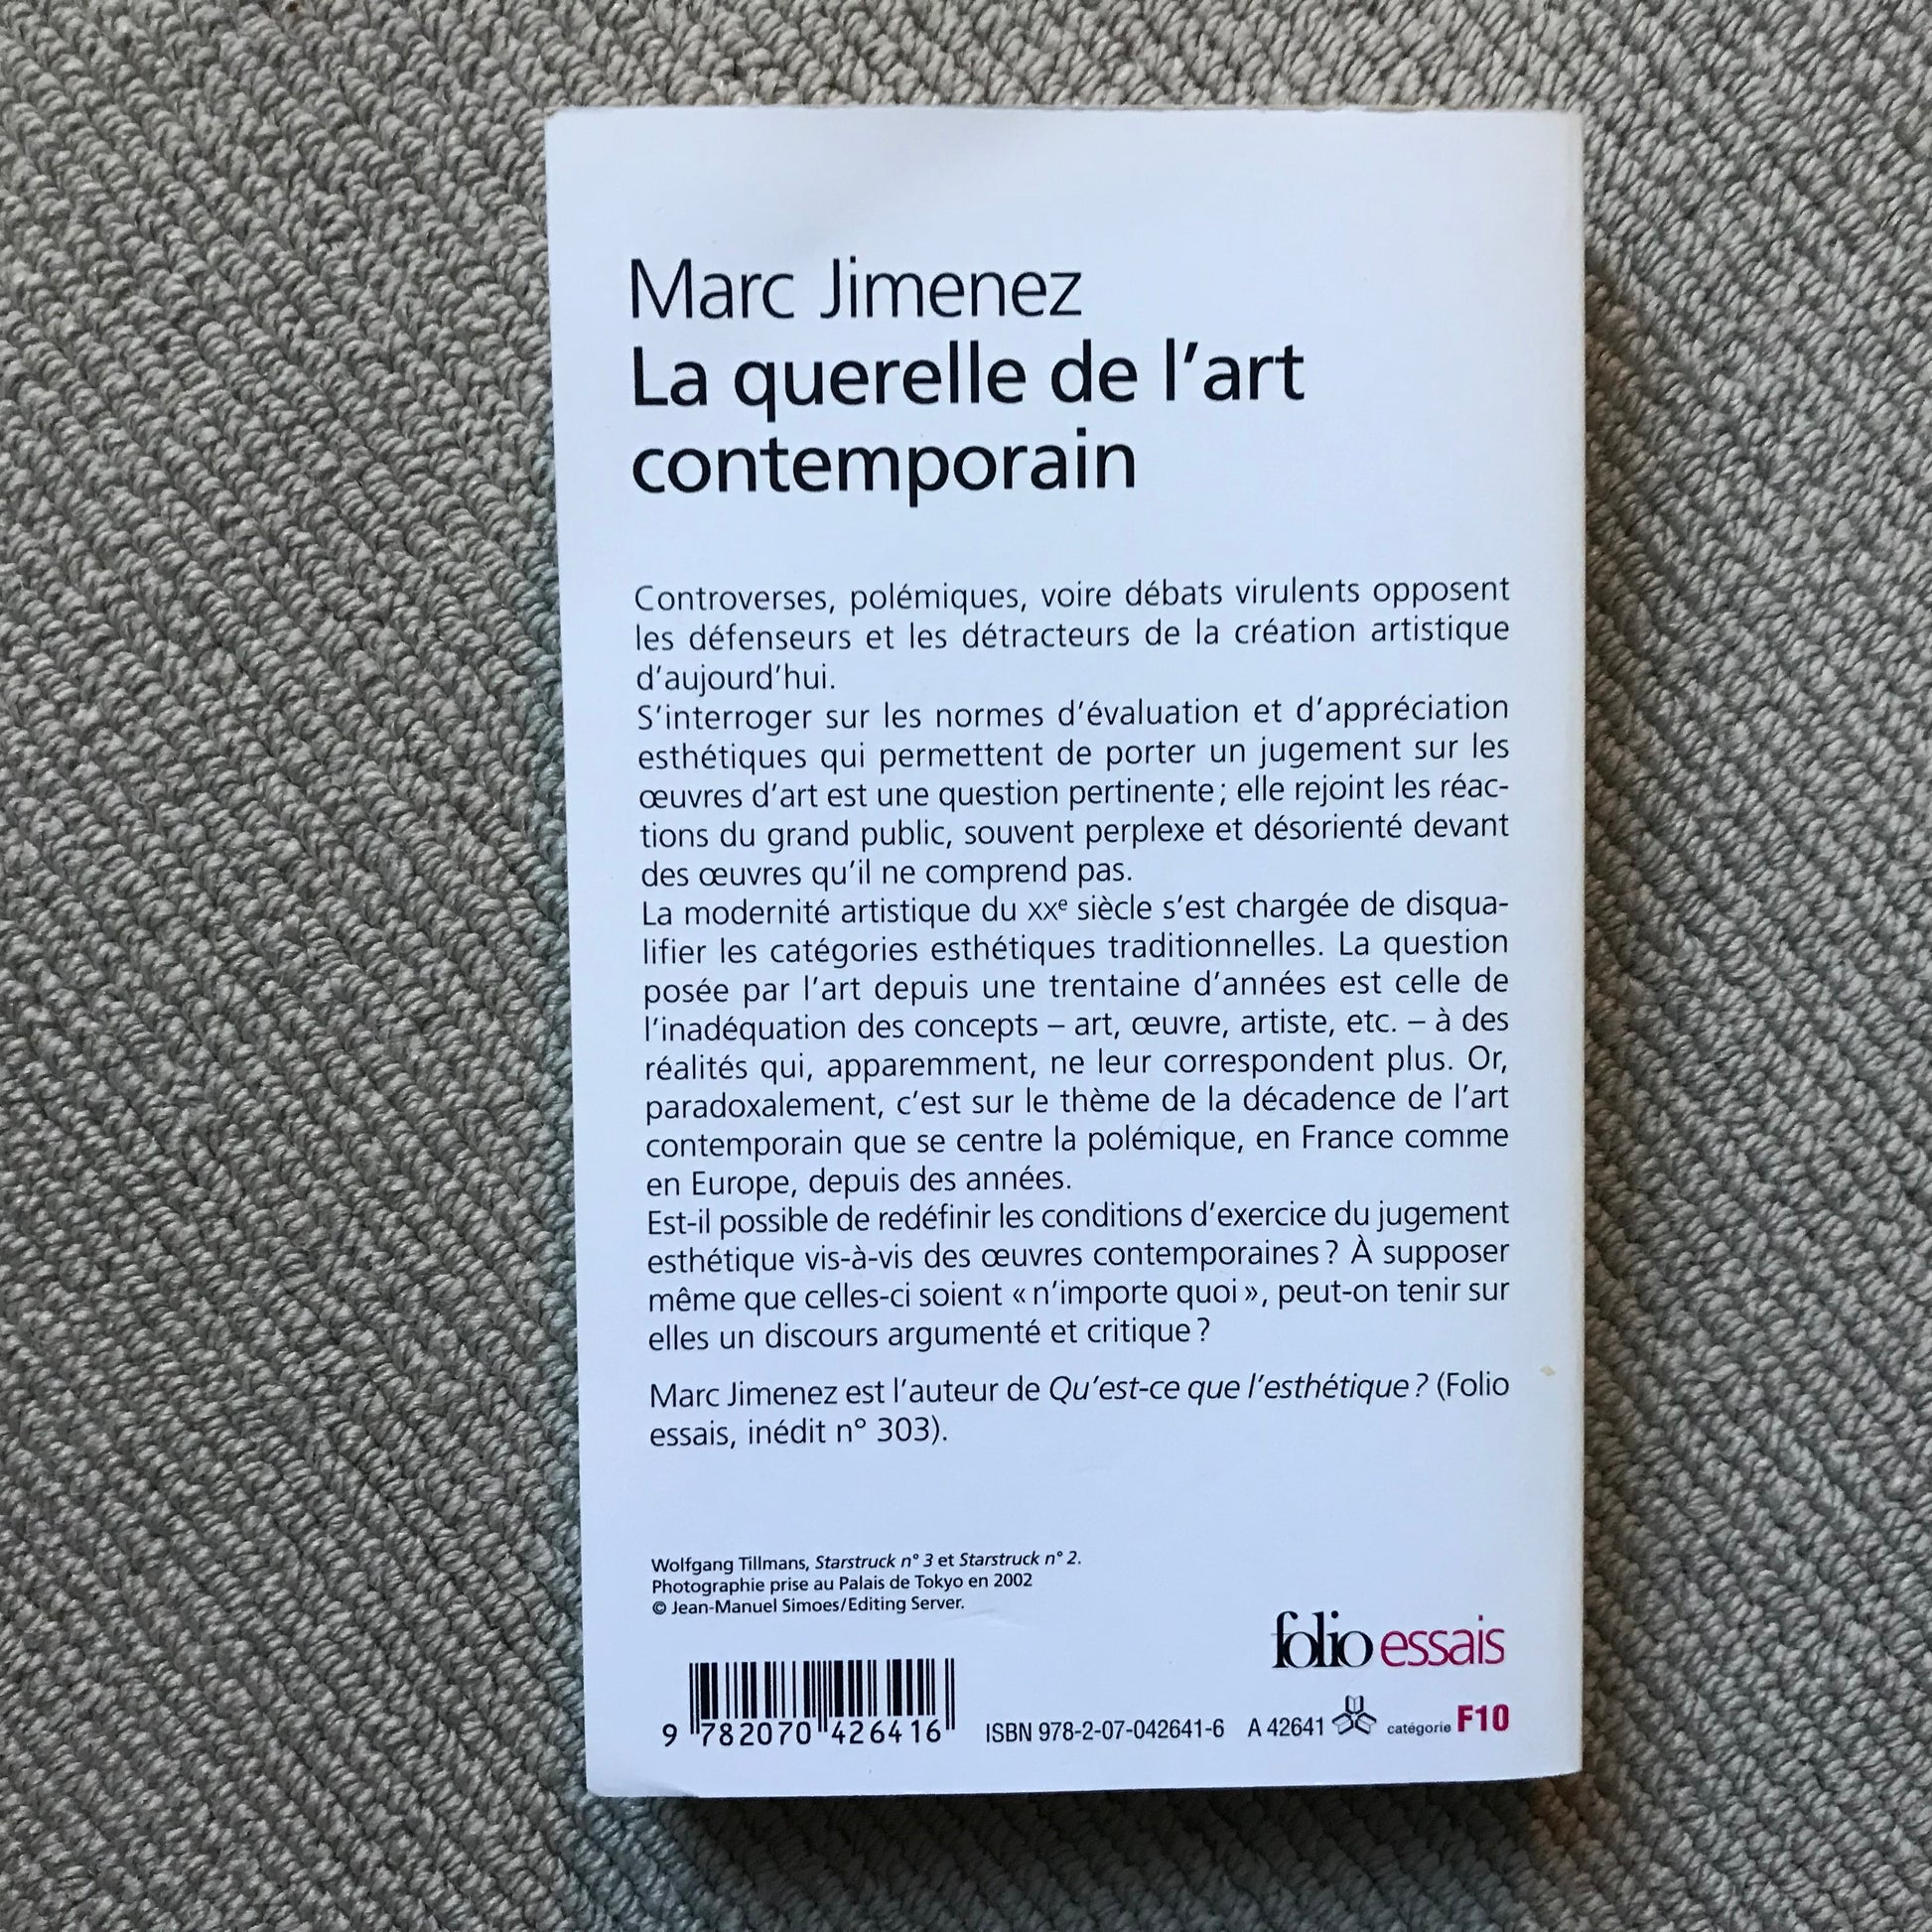 Marc Jimenez
La querelle de l’art
contemporain
Controverses, polémiques, voire débats virulents opposent
les défenseurs et les détracteurs de la création artistique
d’aujourd’hui.
S’interroger sur les normes d’évaluation et d’appréciation
esthétiques qui permettent de porter un jugement sur les
œuvres d’art est une question pertinente ; elle rejoint les réac-
tions du grand public, souvent perplexe et désorienté devant
des œuvres qu’il ne comprend pas.
La modernité artistique du XXe siècle s’est chargée de disqua-
lifier les catégories esthétiques traditionnelles. La question
posée par l’art depuis une trentaine d’années est celle de
l’inadéquation des concepts – art, œuvre, artiste, etc. – à des
réalités qui, apparemment, ne leur correspondent plus. Or,
paradoxalement, c’est sur le thème de la décadence de l’art
contemporain que se centre la polémique, en France comme
en Europe, depuis des années.
Est-il possible de redéfinir les conditions d’exercice du jugement
esthétique vis-à-vis des œuvres contemporaines ? À supposer
même que celles-ci soient « n’importe quoi », peut-on tenir sur
elles un discours argumenté et critique ?
Marc Jimenez est l’auteur de Qu’est-ce que l’esthétique ? (Folio
essais, inédit n° 303).
Wolfgang Tillmans, Starstruck n° 3 et Starstruck n° 2.
Photographie prise au Palais de Tokyo en 2002
© Jean-Manuel Simoes/Editing Server.
folio essais
9 782070 426416 ISBN 978-2-07-042641-6 A 42641 catégorie F10